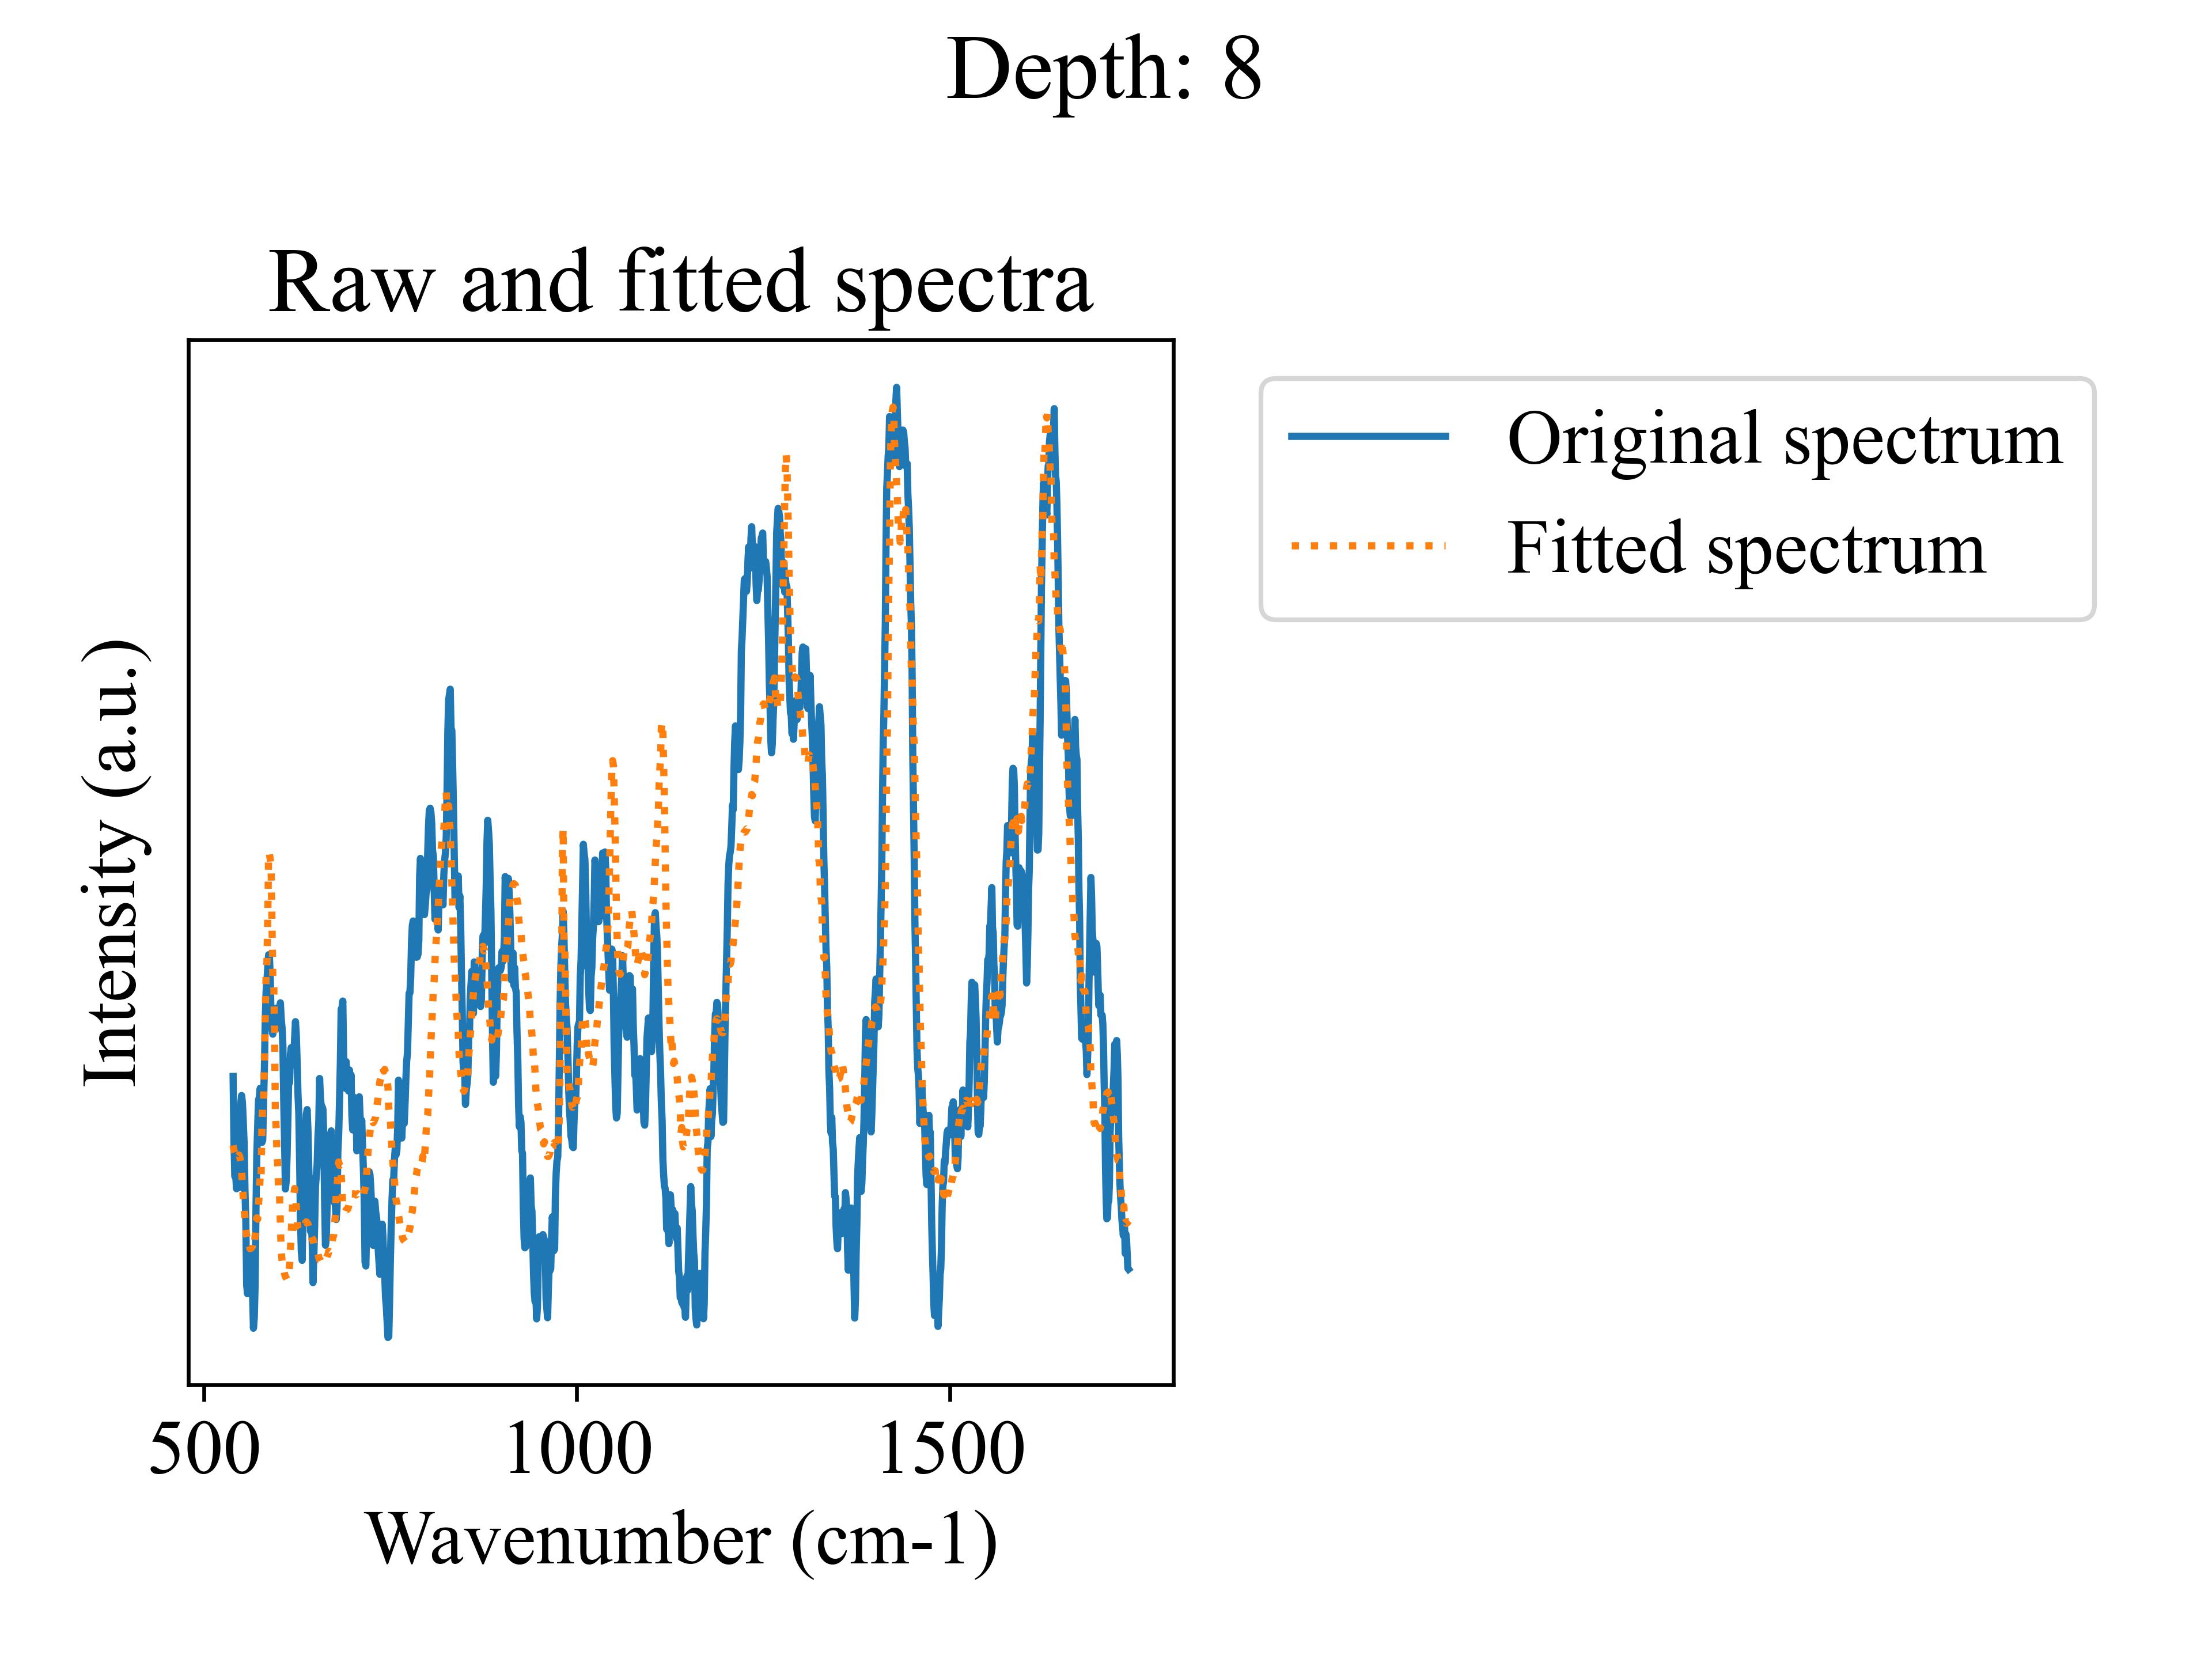 Depth: 8
Raw and fitted spectra
Original spectrum
Fitted spectrum
Intensity (a.u.)
500 1000 1500
Wavenumber (cm-1)